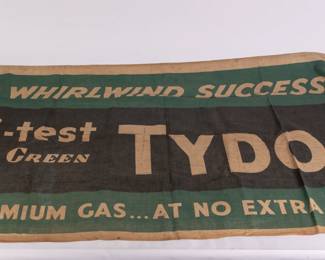 WHIRLWIND SUCCESS
-test TYDO
GREEN
MIUM GAS...AT NO EXTRA